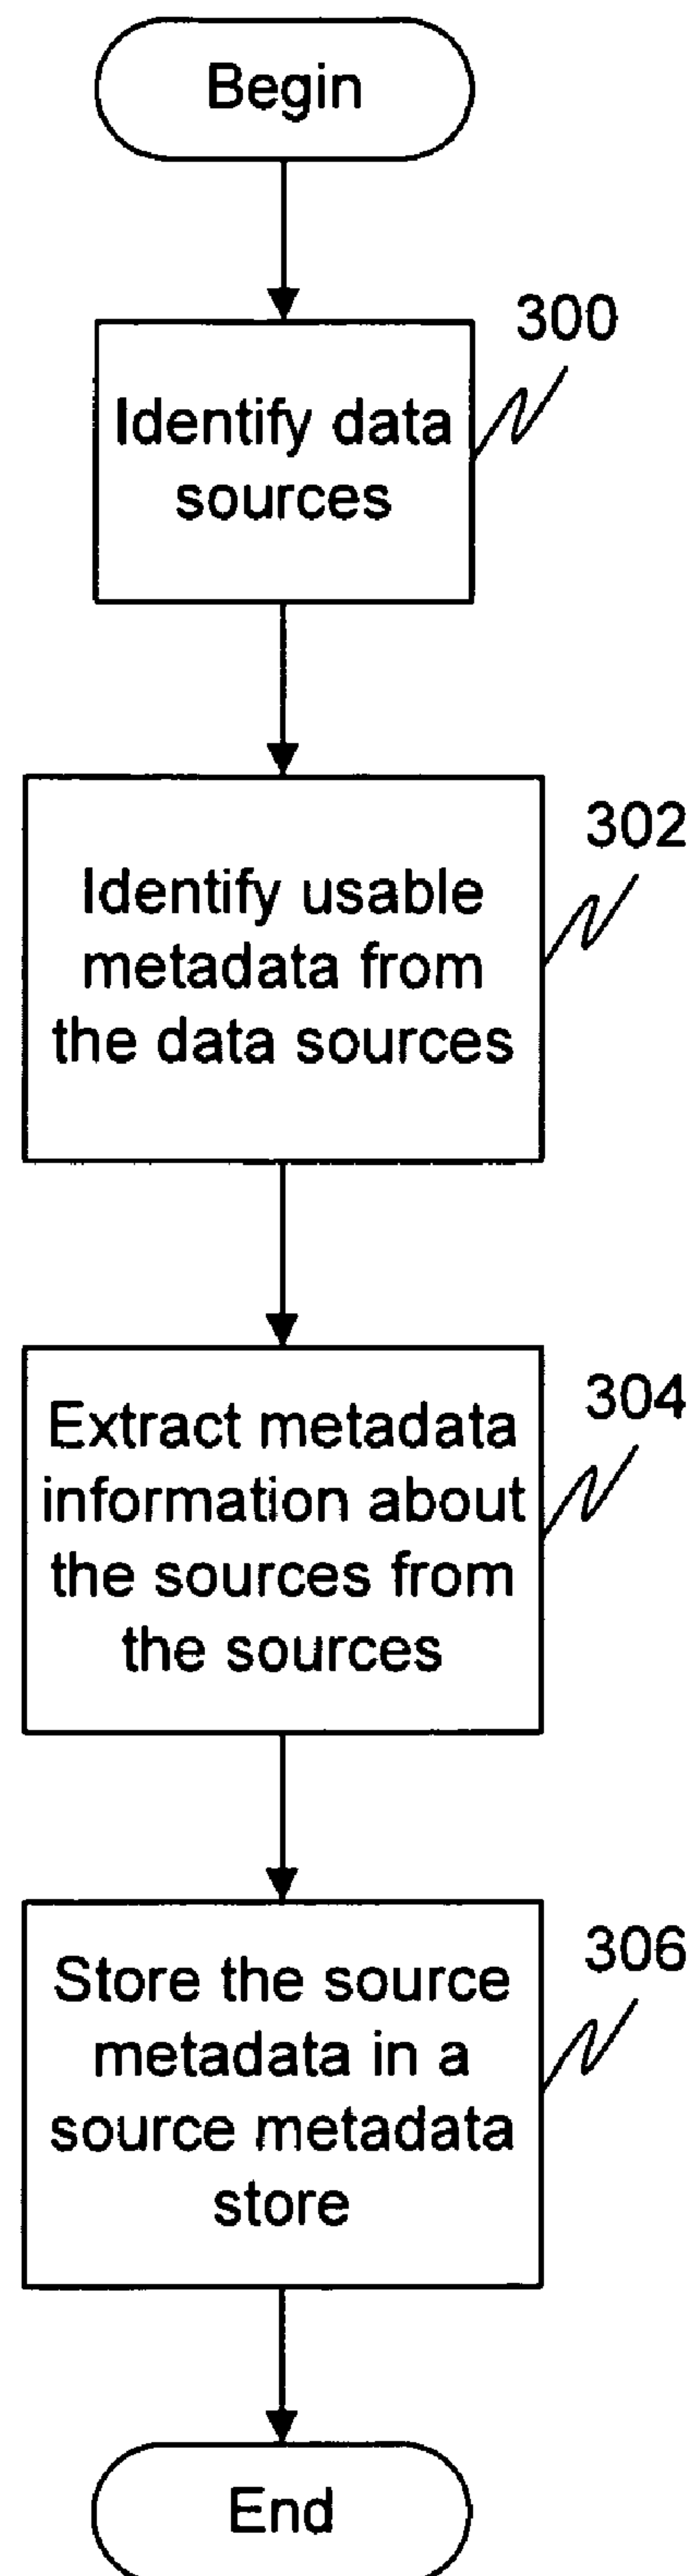 Begin
300
Identify data
sources
302
Identify usable
metadata from
the data sources
304
Extract metadata
information about
the sources from
the sources
306
Store the source
metadata in a
source metadata
store
End